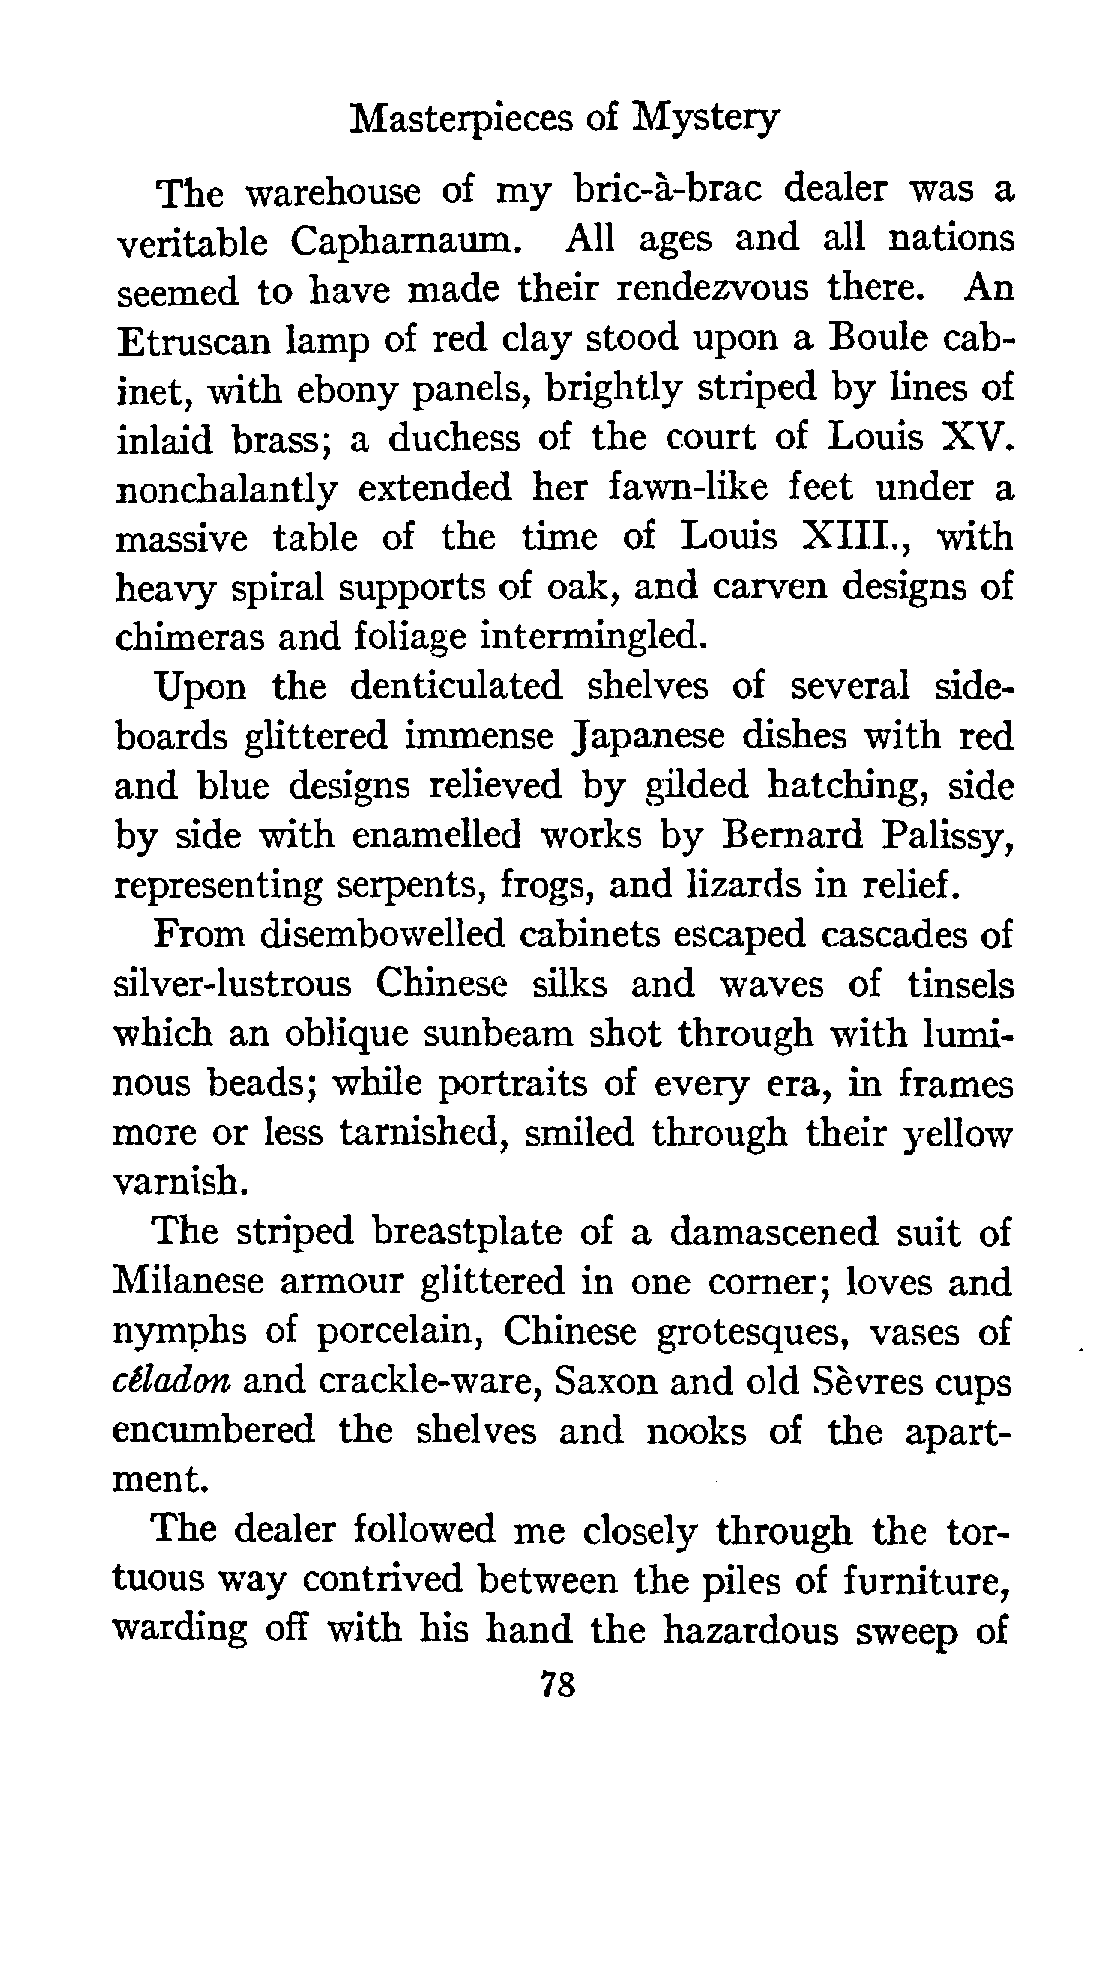 Masterpieces of Mystery
The warehouse of my bric-à-brac dealer was a
veritable Capharnaum. All ages and all nations
seemed to have made their rendezvous there. An
Etruscan lamp of red clay stood upon a Boule cab-
inet, with ebony panels, brightly striped by lines of
inlaid brass; a duchess of the court of Louis XV.
nonchalantly extended her fawn-like feet under a
massive table of the time of Louis XIII., with
heavy spiral supports of oak, and carven designs of
chimeras and foliage intermingled.
Upon the denticulated shelves of several side-
boards glittered immense Japanese dishes with red
and blue designs relieved by gilded hatching, side
by side with enamelled works by Bernard Palissy,
representing serpents, frogs, and lizards in relief.
From disembowelled cabinets escaped cascades of
silver-lustrous Chinese silks and waves of tinsels
which an oblique sunbeam shot through with lumi-
nous beads; while portraits of every era, in frames
more or less tarnished, smiled through their yellow
varnish.
The striped breastplate of a damascened suit of
Milanese armour glittered in one corner; loves and
nymphs of porcelain, Chinese grotesques, vases of
céladon and crackle-ware, Saxon and old Sèvres cups
encumbered the shelves and nooks of the apart-
ment.
The dealer followed me closely through the tor-
tuous way contrived between the piles of furniture,
warding off with his hand the hazardous sweep of
78